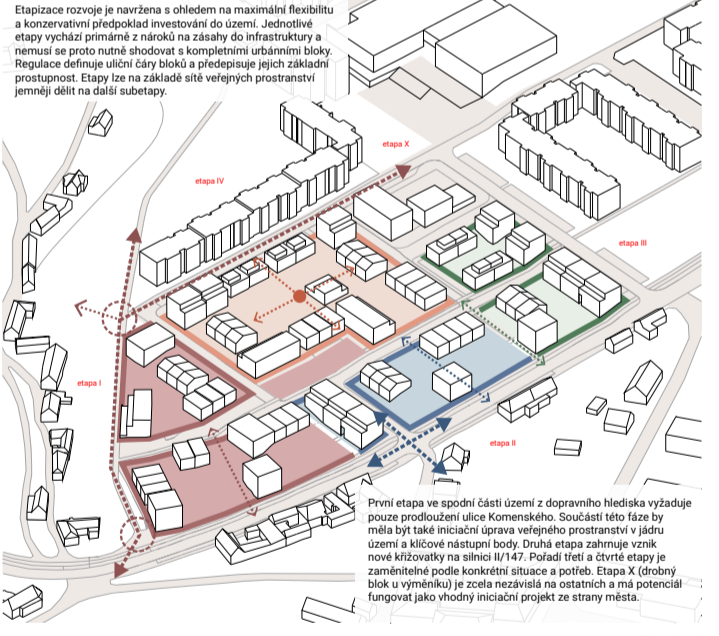 Etapizace rozvoje je navržena s ohledem na maximální flexibilitu
a konzervativní předpoklad investování do území. Jednotlivé
etapy vychází primárně z nároků na zásahy do infrastruktury a
nemusí se proto nutně shodovat s kompletními urbánními bloky.
Regulace definuje uliční čáry bloků a předepisuje jejich základní
prostupnost. Etapy lze na základě sítě veřejných prostranství
jemněji dělit na další subetapy.
etapa X
etapa IV
etapa III
etapa I
etapa II
První etapa ve spodní části území z dopravního hlediska vyžaduje
pouze prodloužení ulice Komenského. Součástí této fáze by
měla být také iniciační úprava veřejného prostranství v jádru
území a klíčové nástupní body. Druhá etapa zahrnuje vznik
nové křižovatky na silnici II/147. Pořadí třetí a čtvrté etapy je
zaměnitelné podle konkrétní situace a potřeb. Etapa X (drobný
blok u výměníku) je zcela nezávislá na ostatních a má potenciál
fungovat jako vhodný iniciační projekt ze strany města.